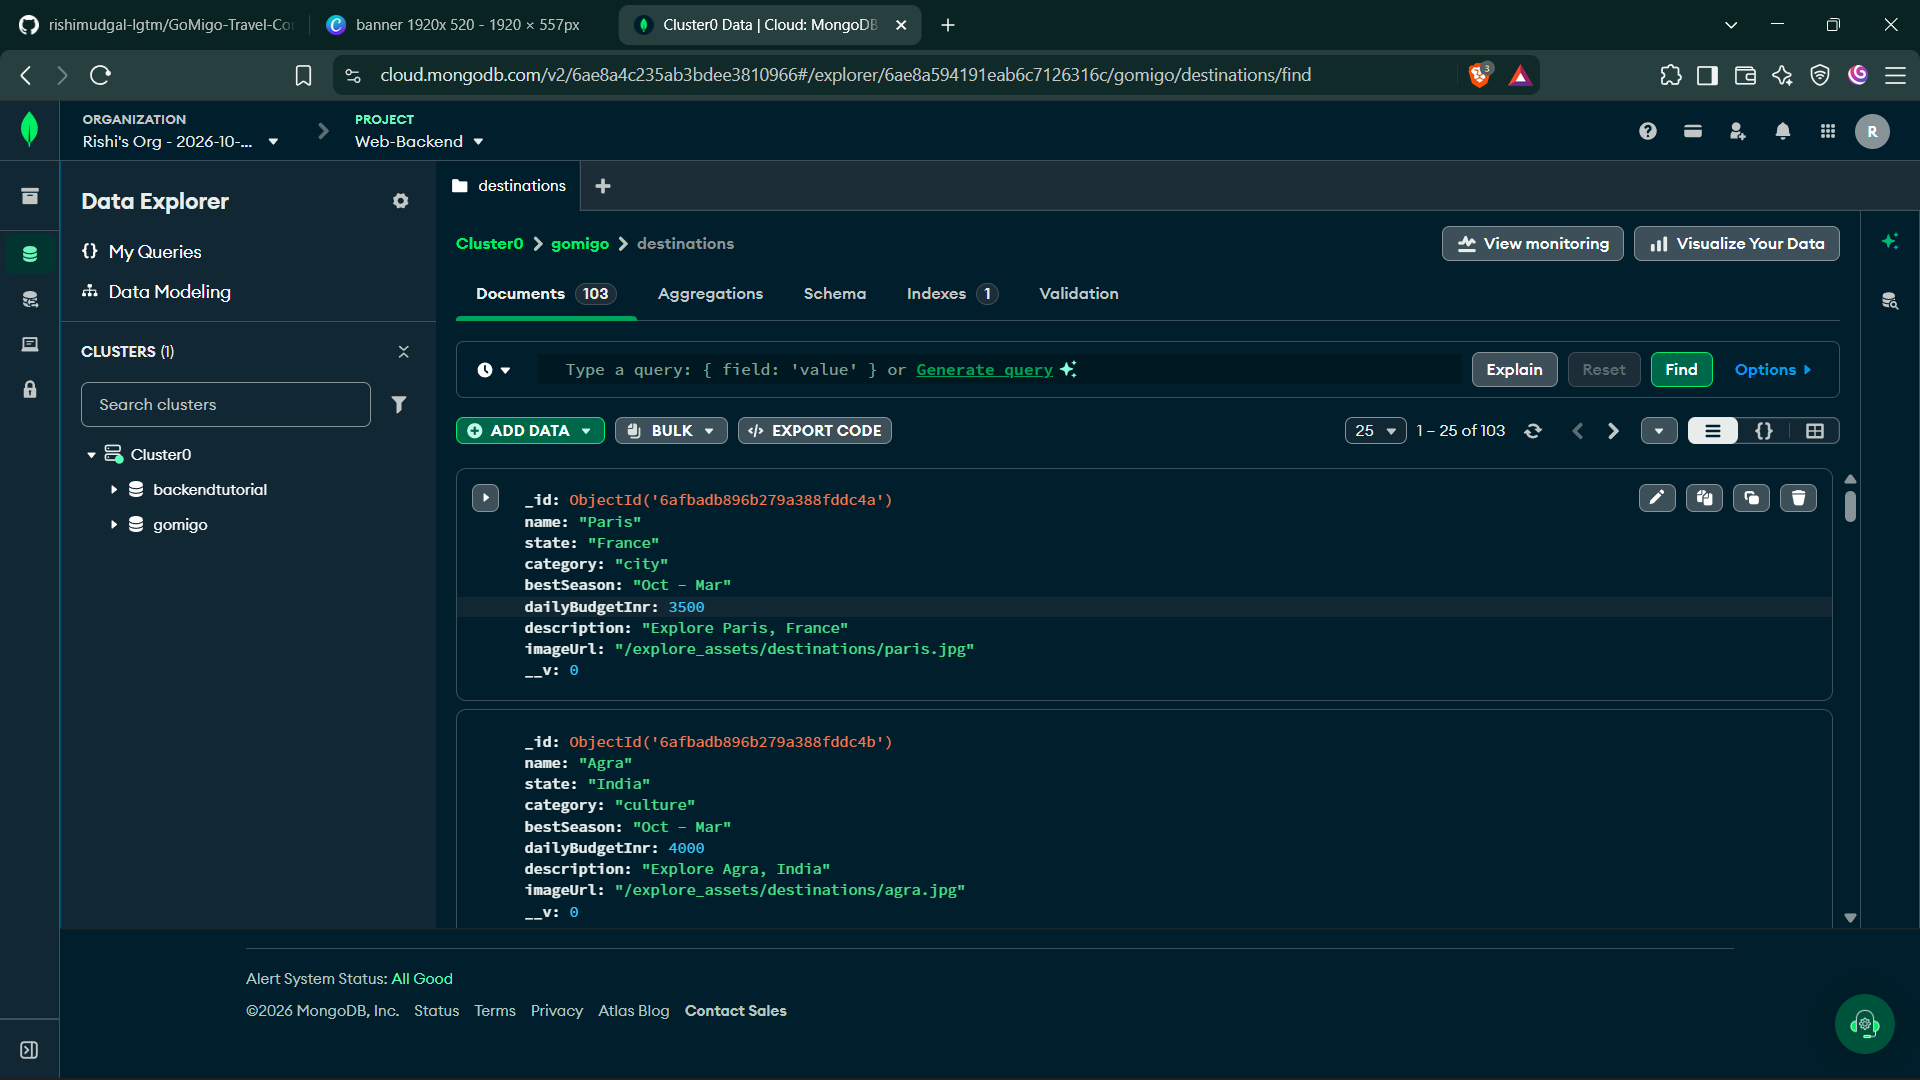 rishimudgal-lgtm/GoMigo-Travel-Co
banner 1920x 520 - 1920 × 557px
Cluster0 Data | Cloud: MongoDB
cloud.mongodb.com/v2/6ae8a4c235ab3bdee3810966#/explorer/6ae8a594191eab6c7126316c/gomigo/destinations/find
3
ORGANIZATION
Rishi's Org - 2026-10-...
PROJECT
Web-Backend
R
Data Explorer
My Queries
Data Modeling
CLUSTERS (1)
Search clusters
Cluster0
backendtutorial
gomigo
destinations
Cluster0 > gomigo > destinations
View monitoring
Visualize Your Data
Documents 103
Aggregations
Schema
Indexes 1
Validation
Type a query: { field: 'value' } or Generate query
Explain
Reset
Find
Options
ADD DATA
BULK
EXPORT CODE
25
1 – 25 of 103
_id: ObjectId('6afbadb896b279a388fddc4a')
name: "Paris"
state: "France"
category: "city"
bestSeason: "Oct – Mar"
dailyBudgetInr: 3500
description: "Explore Paris, France"
imageUrl: "/explore_assets/destinations/paris.jpg"
__v: 0
_id: ObjectId('6afbadb896b279a388fddc4b')
name: "Agra"
state: "India"
category: "culture"
bestSeason: "Oct – Mar"
dailyBudgetInr: 4000
description: "Explore Agra, India"
imageUrl: "/explore_assets/destinations/agra.jpg"
__v: 0
Alert System Status: All Good
©2026 MongoDB, Inc. Status Terms Privacy Atlas Blog Contact Sales